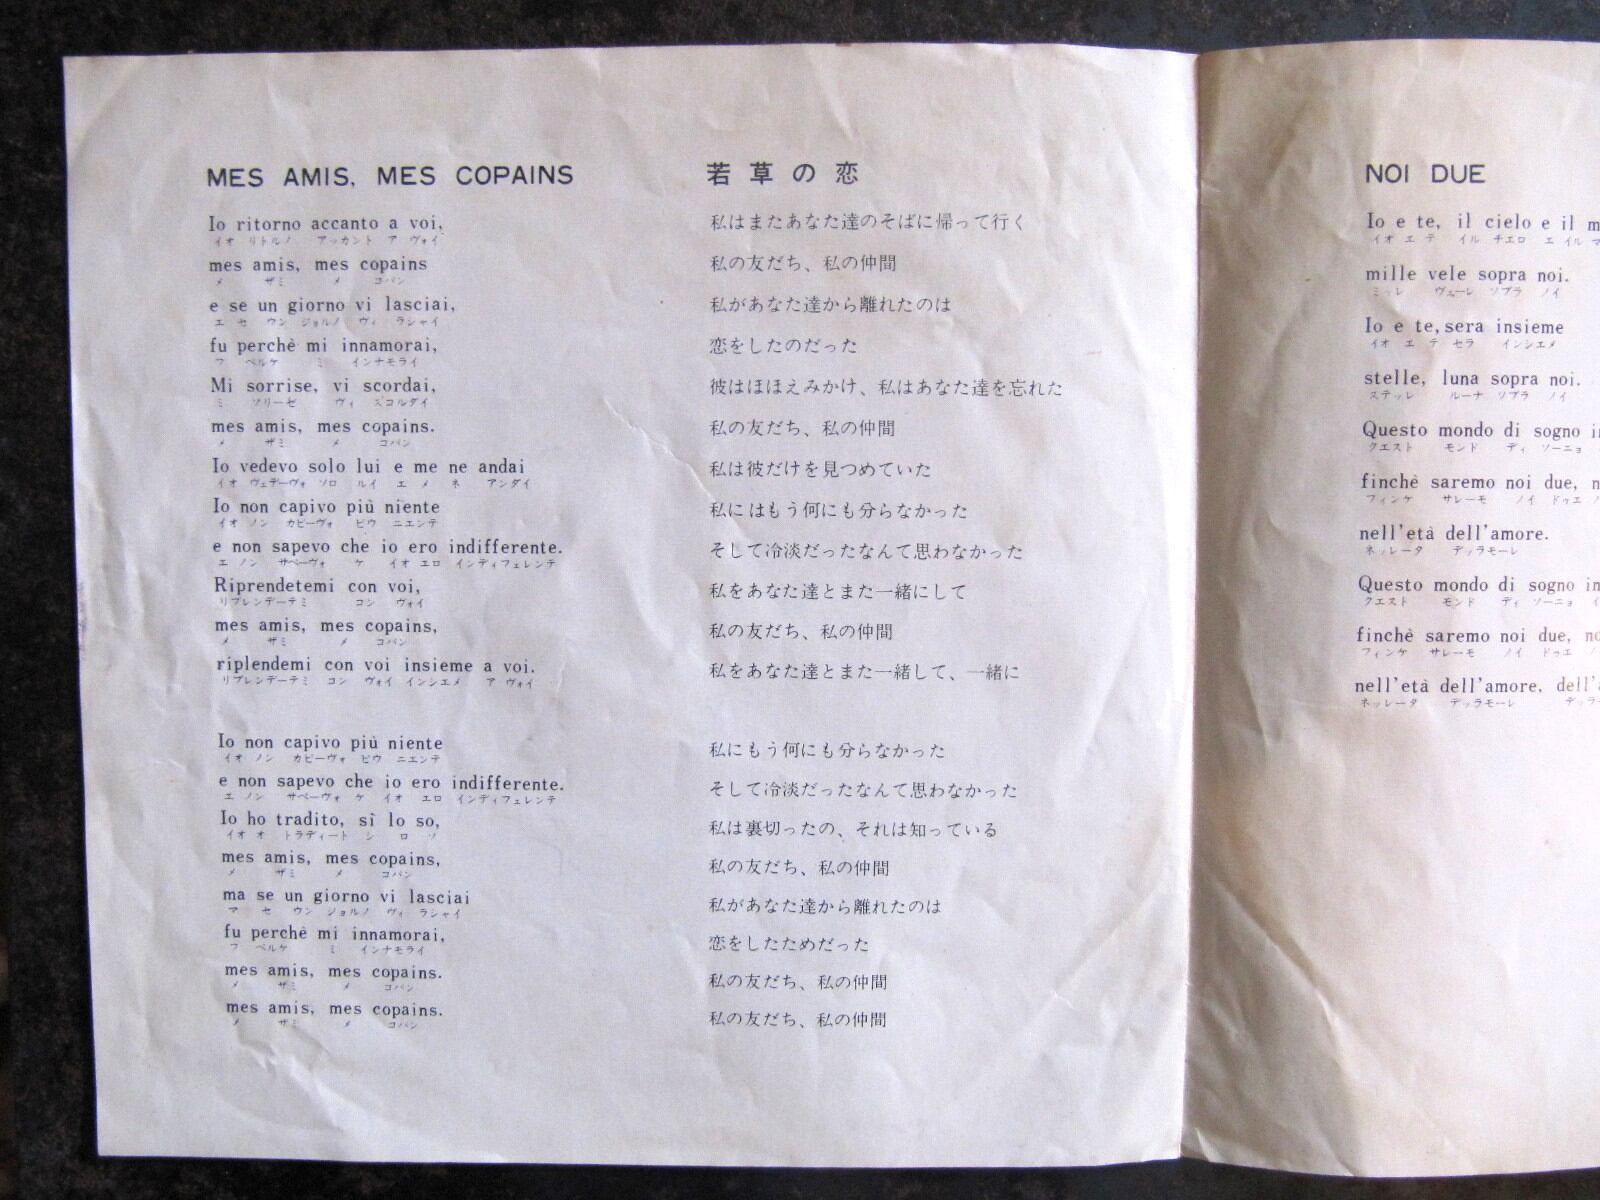 MES AMIS, MES COPAINS
Io ritorno accanto a voi,
イオ リトルノ アッカント ア ヴォイ
mes amis, mes copains
メ ザミ メ コパン
e se un giorno vi lasciai,
エ セ ウン ジョルノ ヴィ ラシャイ
fu perchè mi innamorai,
フ ペルケ ミ インナモライ
Mi sorrise, vi scordai,
ミ ソリーゼ ヴィ スコルダイ
mes amis, mes copains.
メ ザミ メ コパン
Io vedevo solo lui e me ne andai
イオ ヴェデーヴォ ソロ ルイ エ メ ネ アンダイ
Io non capivo più niente
イオ ノン カピーヴォ ピウ ニエンテ
e non sapevo che io ero indifferente.
エ ノン サペーヴォ ケ イオ エロ インディフェレンテ
Riprendetemi con voi,
リプレンデーテミ コン ヴォイ
mes amis, mes copains,
メ ザミ メ コパン
riplendemi con voi insieme a voi.
リプレンデーテミ コン ヴォイ インシエメ ア ヴォイ
Io non capivo più niente
イオ ノン カピーヴォ ピウ ニエンテ
e non sapevo che io ero indifferente.
エ ノン サペーヴォ ケ イオ エロ インディフェレンテ
Io ho tradito, sì lo so,
イオ オ トラディート シ ロ ソ
mes amis, mes copains,
メ ザミ メ コパン
ma se un giorno vi lasciai
マ セ ウン ジョルノ ヴィ ラシャイ
fu perchè mi innamorai,
フ ペルケ ミ インナモライ
mes amis, mes copains.
メ ザミ メ コパン
mes amis, mes copains.
メ ザミ メ コパン
若草の恋
私はまたあなた達のそばに帰って行く
私の友だち、私の仲間
私があなた達から離れたのは
恋をしたのだった
彼はほほえみかけ、私はあなた達を忘れた
私の友だち、私の仲間
私は彼だけを見つめていた
私にはもう何にも分らなかった
そして冷淡だったなんて思わなかった
私をあなた達とまた一緒にして
私の友だち、私の仲間
私をあなた達とまた一緒して、一緒に
私にもう何にも分らなかった
そして冷淡だったなんて思わなかった
私は裏切ったの、それは知っている
私の友だち、私の仲間
私があなた達から離れたのは
恋をしたためだった
私の友だち、私の仲間
私の友だち、私の仲間
NOI DUE
Io e te, il cielo e il
イオ エ テ イル チエロ エ イル
mille vele sopra noi.
ミッレ ヴェーレ ソプラ ノイ
Io e te, sera insieme
イオ エ テ セラ インシエメ
stelle, luna sopra noi.
ステッレ ルーナ ソプラ ノイ
Questo mondo di sogno
クエスト モンド ディ ソーニョ
finchè saremo noi due,
フィンケ サレーモ ノイ ドゥエ
nell'età dell'amore.
ネッレータ デッラモーレ
Questo mondo di sogno
クエスト モンド ディ ソーニョ
finchè saremo noi due,
フィンケ サレーモ ノイ ドゥエ
nell'età dell'amore,
ネッレータ デッラモーレ